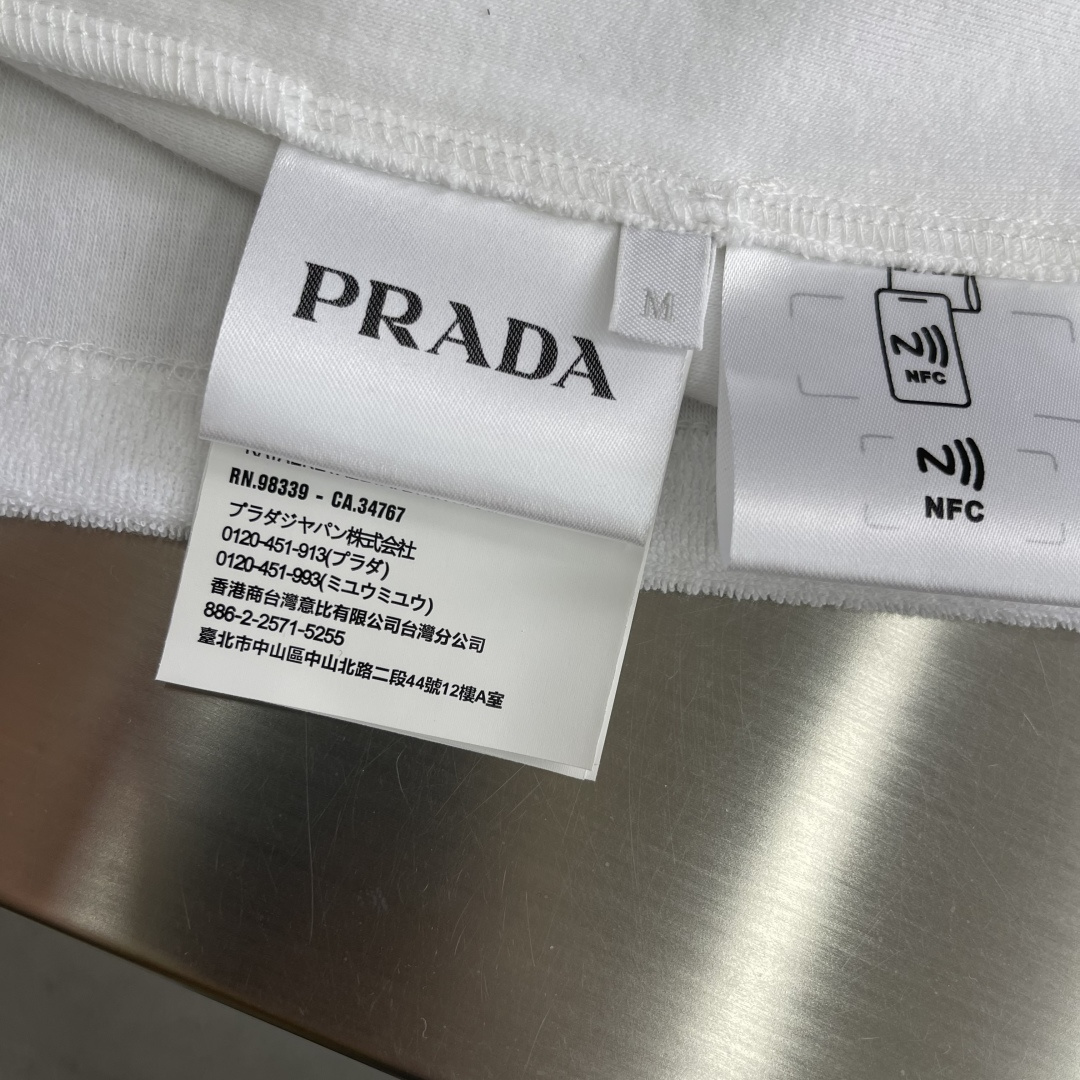 PRADA
M
RN.98339 - CA.34767
プラダジヤパン株式会社
0120-451-913(プラダ)
0120-451-993(ミユウミユウ)
香港商台灣意比有限公司台灣分公司
886-2-2571-5255
臺北市中山區中山北路二段44號12樓A室
NFC
NFC